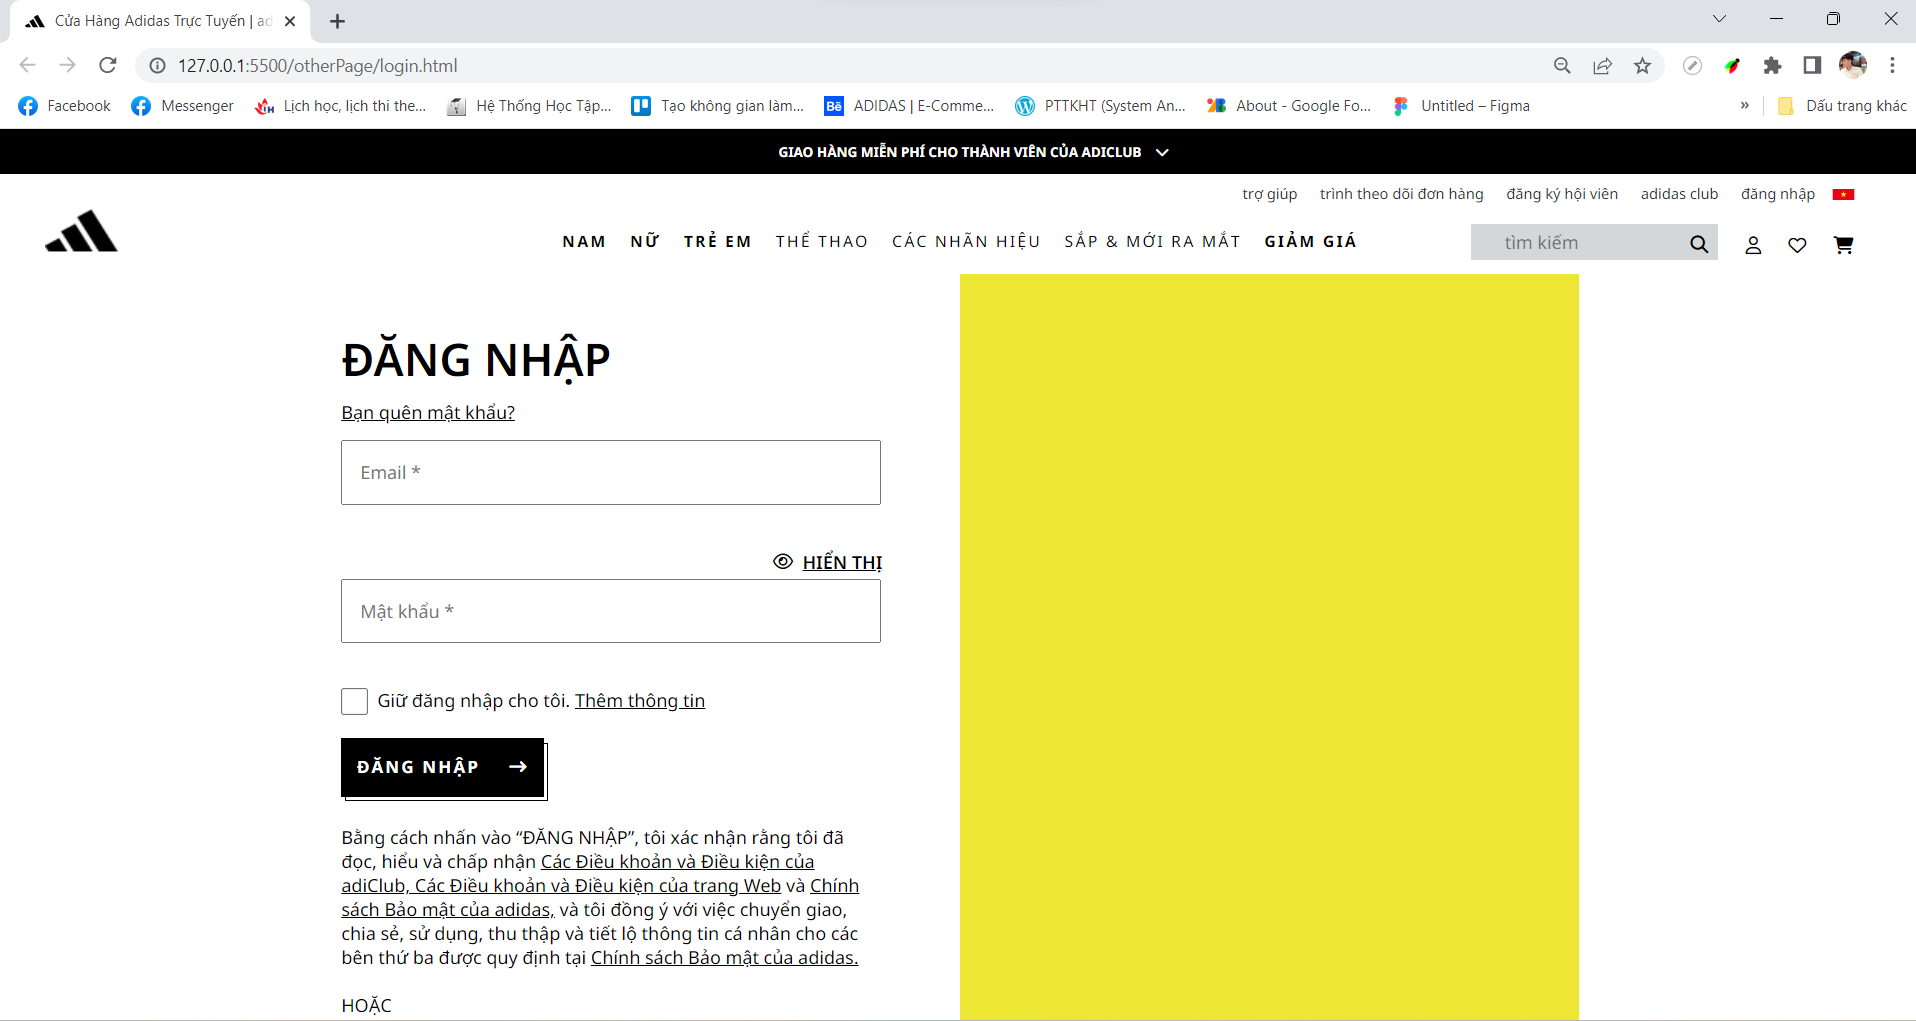 Cửa Hàng Adidas Trực Tuyến | ad
127.0.0.1:5500/otherPage/login.html
Facebook
Messenger
Lịch học, lịch thi the...
Hệ Thống Học Tập...
Tạo không gian làm...
Bē
ADIDAS | E-Comme...
PTTKHT (System An...
About - Google Fo...
Untitled – Figma
»
Dấu trang khác
GIAO HÀNG MIỄN PHÍ CHO THÀNH VIÊN CỦA ADICLUB
trợ giúp
trình theo dõi đơn hàng
đăng ký hội viên
adidas club
đăng nhập
NAM
NỮ
TRẺ EM
THỂ THAO
CÁC NHÃN HIỆU
SẮP & MỚI RA MẮT
GIẢM GIÁ
tìm kiếm
ĐĂNG NHẬP
Bạn quên mật khẩu?
Email *
HIỂN THỊ
Mật khẩu *
Giữ đăng nhập cho tôi. Thêm thông tin
ĐĂNG NHẬP
Bằng cách nhấn vào “ĐĂNG NHẬP”, tôi xác nhận rằng tôi đã
đọc, hiểu và chấp nhận Các Điều khoản và Điều kiện của
adiClub, Các Điều khoản và Điều kiện của trang Web và Chính
sách Bảo mật của adidas, và tôi đồng ý với việc chuyển giao,
chia sẻ, sử dụng, thu thập và tiết lộ thông tin cá nhân cho các
bên thứ ba được quy định tại Chính sách Bảo mật của adidas.
HOẶC